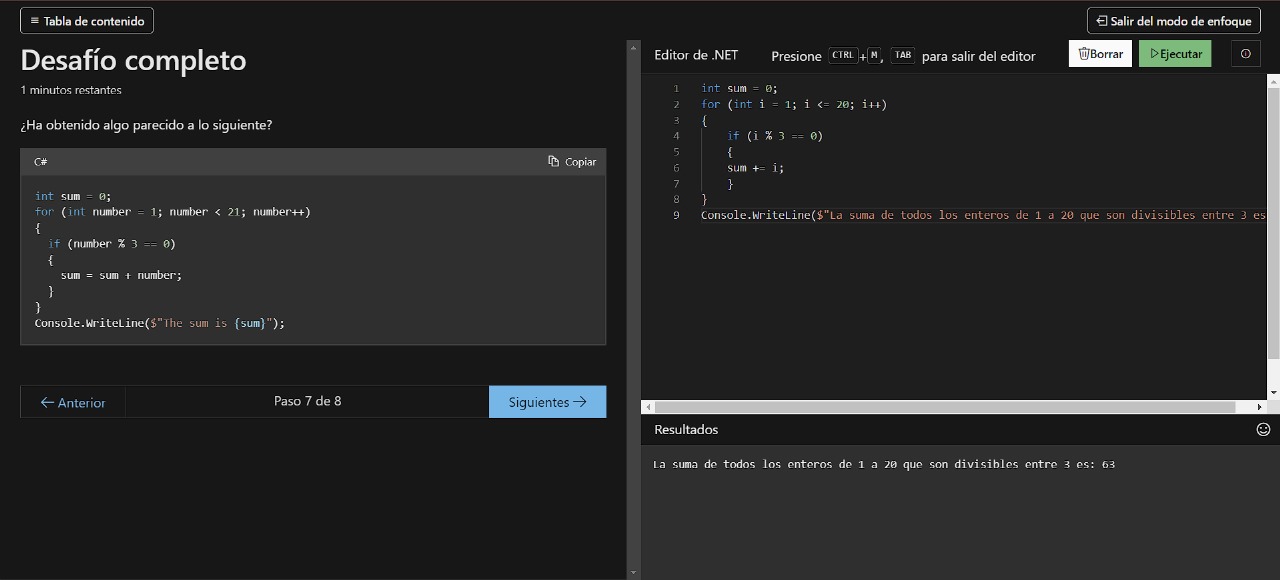 Tabla de contenido
Salir del modo de enfoque
Desafío completo
1 minutos restantes
¿Ha obtenido algo parecido a lo siguiente?
C#
Copiar
int sum = 0;
for (int number = 1; number < 21; number++)
{
if (number % 3 == 0)
{
sum = sum + number;
}
}
Console.WriteLine($"The sum is {sum}");
Anterior
Paso 7 de 8
Siguientes
Editor de .NET
Presione CTRL+M, TAB para salir del editor
Borrar
Ejecutar
1 int sum = 0;
2 for (int i = 1; i <= 20; i++)
3 {
4 if (i % 3 == 0)
5 {
6 sum += i;
7 }
8 }
9 Console.WriteLine($"La suma de todos los enteros de 1 a 20 que son divisibles entre 3 es
Resultados
La suma de todos los enteros de 1 a 20 que son divisibles entre 3 es: 63